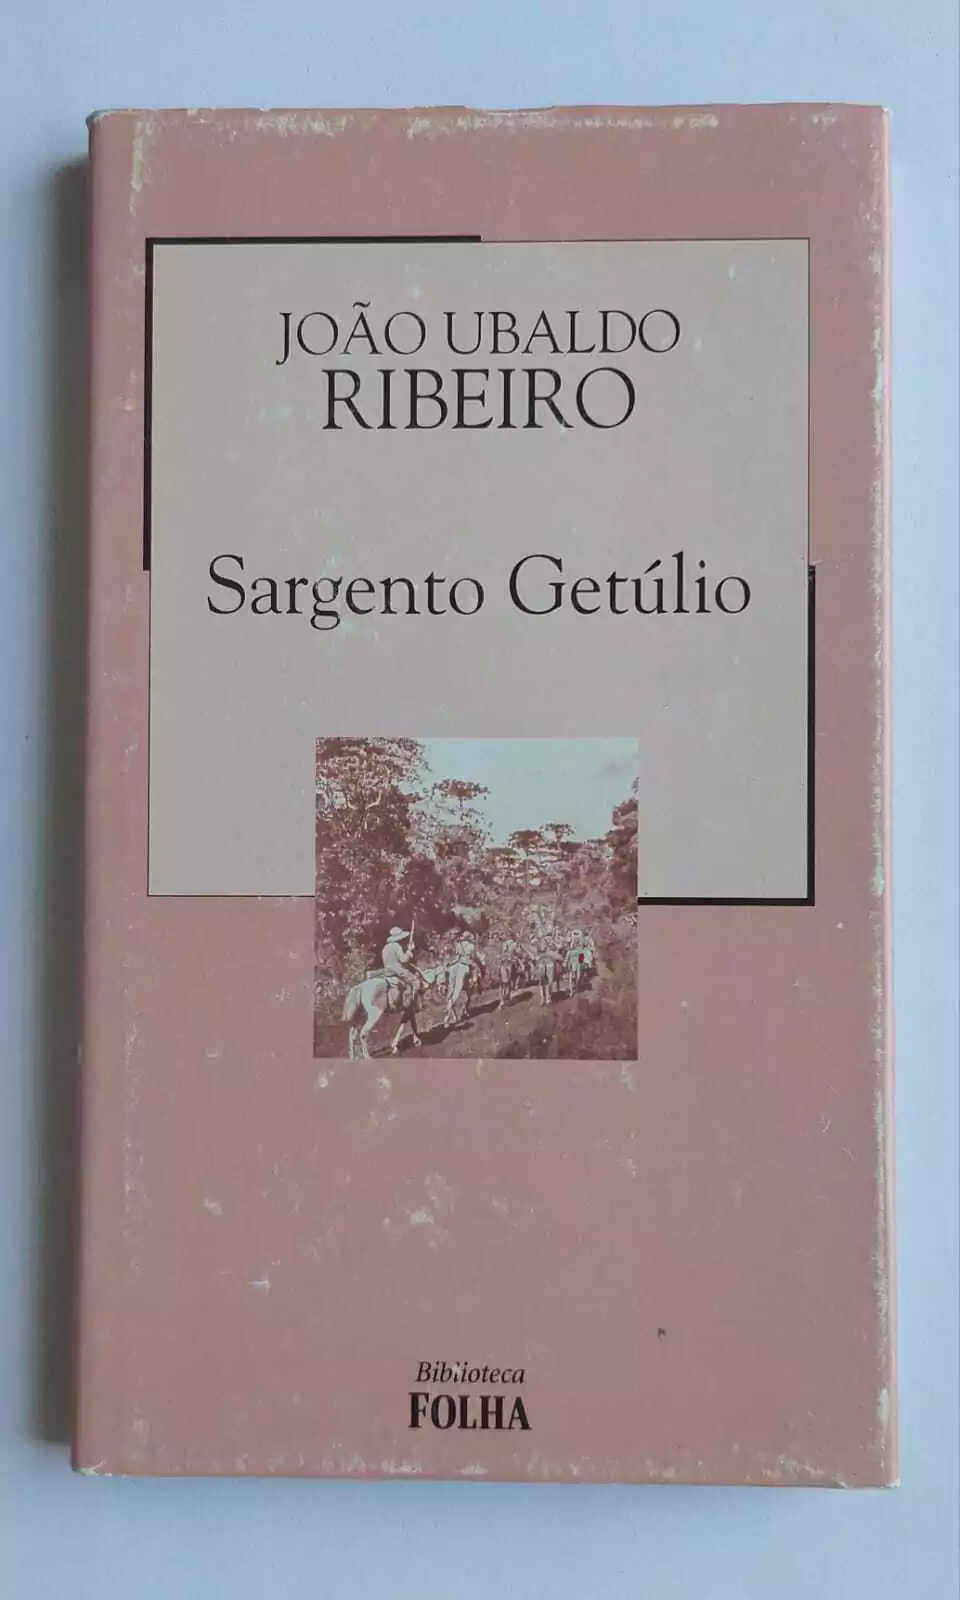 JOÃO UBALDO
RIBEIRO
Sargento Getúlio
Biblioteca
FOLHA